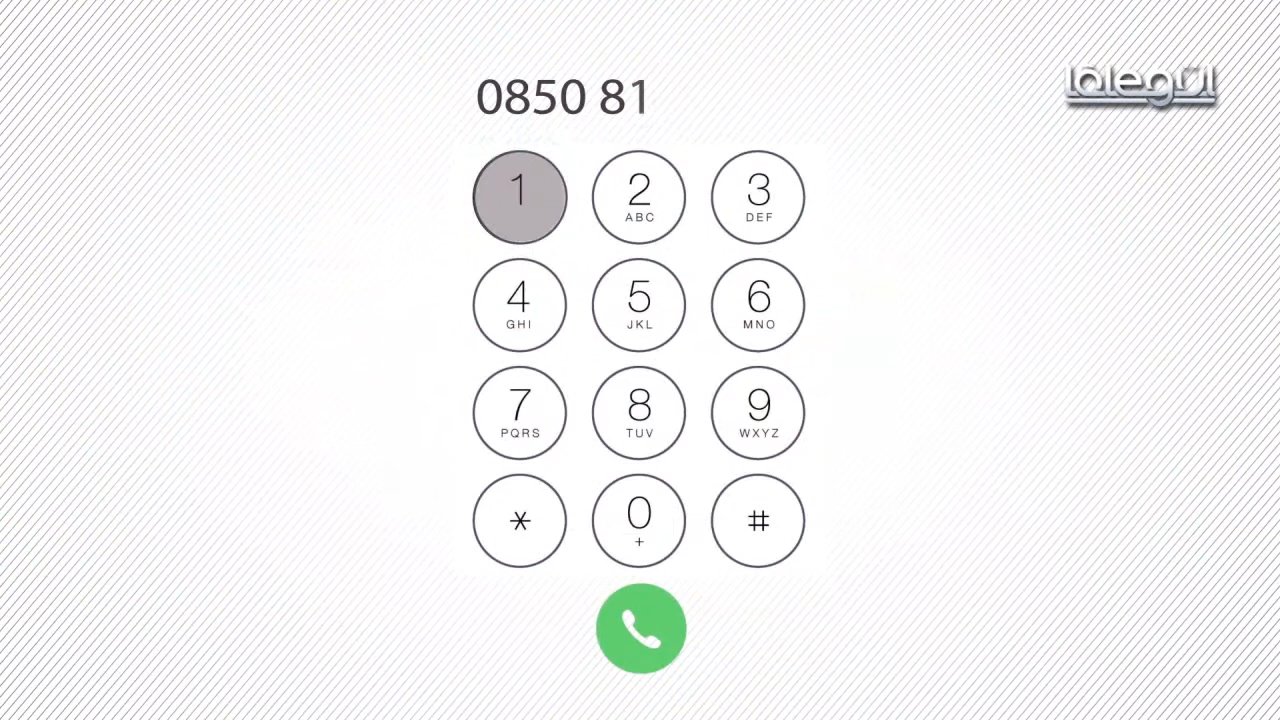 0850 81
1 2 3
ABC DEF
4 5 6
GHI JKL MNO
7 8 9
PQRS TUV WXYZ
* 0 #
+